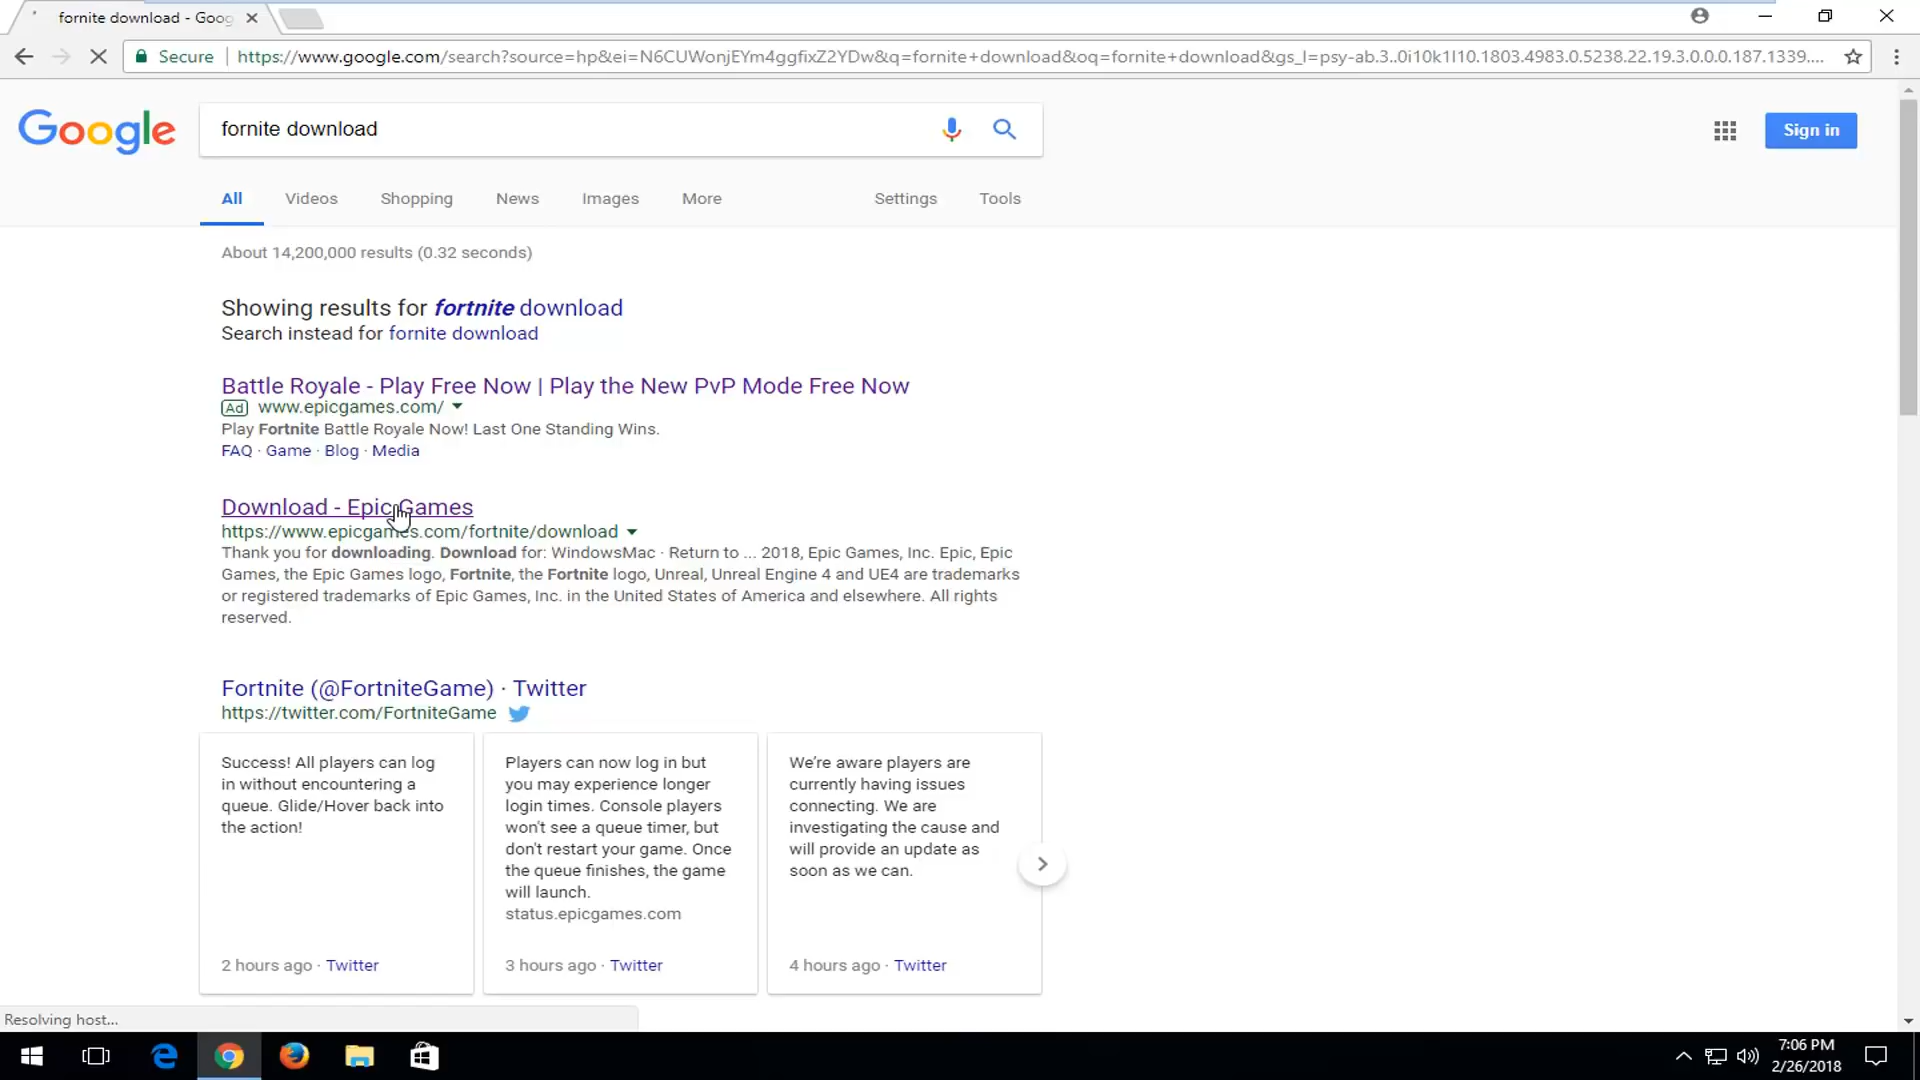 fornite download - Goog
Secure
https://www.google.com/search?source=hp&ei=N6CUWonjEYm4ggfixZ2YDw&q=fornite+download&oq=fornite+download&gs_l=psy-ab.3..0i10k1l10.1803.4983.0.5238.22.19.3.0.0.0.187.1339....
Google
fornite download
Sign in
All
Videos
Shopping
News
Images
More
Settings
Tools
About 14,200,000 results (0.32 seconds)
Showing results for fortnite download
Search instead for fornite download
Battle Royale - Play Free Now | Play the New PvP Mode Free Now
Ad www.epicgames.com/
Play Fortnite Battle Royale Now! Last One Standing Wins.
FAQ · Game · Blog · Media
Download - Epic Games
https://www.epicgames.com/fortnite/download
Thank you for downloading. Download for: WindowsMac · Return to ... 2018, Epic Games, Inc. Epic, Epic
Games, the Epic Games logo, Fortnite, the Fortnite logo, Unreal, Unreal Engine 4 and UE4 are trademarks
or registered trademarks of Epic Games, Inc. in the United States of America and elsewhere. All rights
reserved.
Fortnite (@FortniteGame) · Twitter
https://twitter.com/FortniteGame
Success! All players can log
in without encountering a
queue. Glide/Hover back into
the action!
2 hours ago · Twitter
Players can now log in but
you may experience longer
login times. Console players
won't see a queue timer, but
don't restart your game. Once
the queue finishes, the game
will launch.
status.epicgames.com
3 hours ago · Twitter
We're aware players are
currently having issues
connecting. We are
investigating the cause and
will provide an update as
soon as we can.
4 hours ago · Twitter
Resolving host...
7:06 PM
2/26/2018